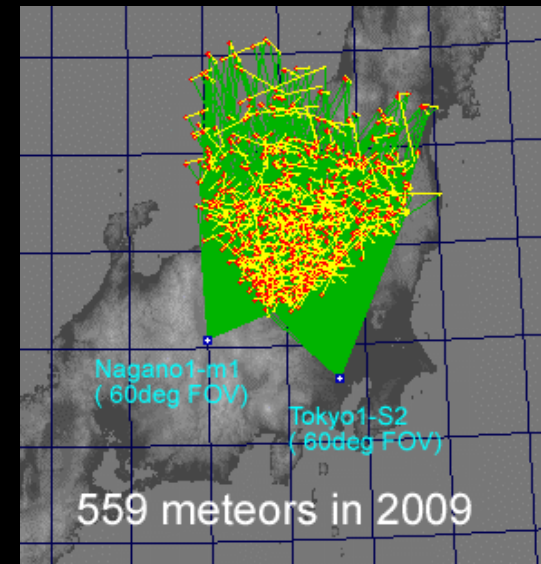 Nagano1-m1
( 60deg FOV)
Tokyo1-S2
( 60deg FOV)
559 meteors in 2009